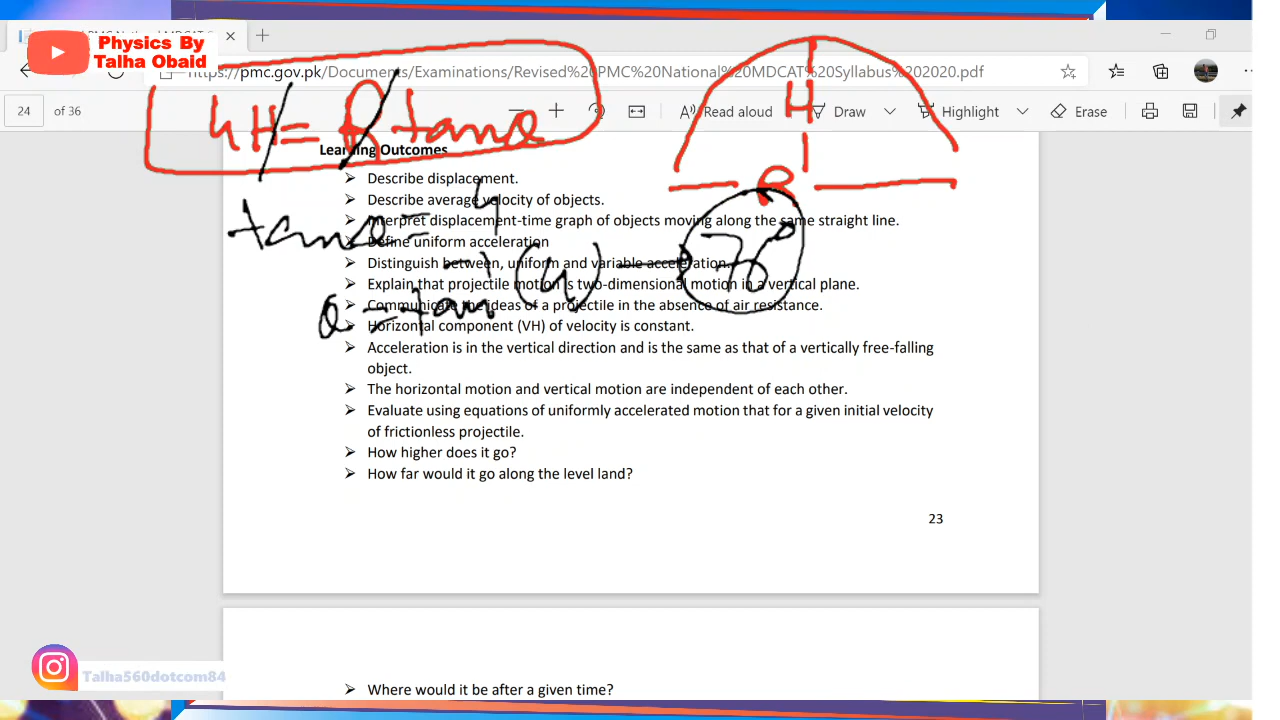 Physics By
Talha Obaid
https://pmc.gov.pk/Documents/Examinations/Revised%20PMC%20National%20MDCAT%20Syllabus%202020.pdf
24 of 36
Read aloud
Draw
Highlight
Erase
4H = R tanθ
H
R
Learning Outcomes
➢ Describe displacement.
➢ Describe average velocity of objects.
➢ Interpret displacement-time graph of objects moving along the same straight line.
➢ Define uniform acceleration
➢ Distinguish between, uniform and variable acceleration.
➢ Explain that projectile motion is two-dimensional motion in a vertical plane.
➢ Communicate the ideas of a projectile in the absence of air resistance.
➢ Horizontal component (VH) of velocity is constant.
➢ Acceleration is in the vertical direction and is the same as that of a vertically free-falling
object.
➢ The horizontal motion and vertical motion are independent of each other.
➢ Evaluate using equations of uniformly accelerated motion that for a given initial velocity
of frictionless projectile.
➢ How higher does it go?
➢ How far would it go along the level land?
tanθ = 4
θ = tan⁻¹(4) → 76°
23
➢ Where would it be after a given time?
Talha560dotcom84